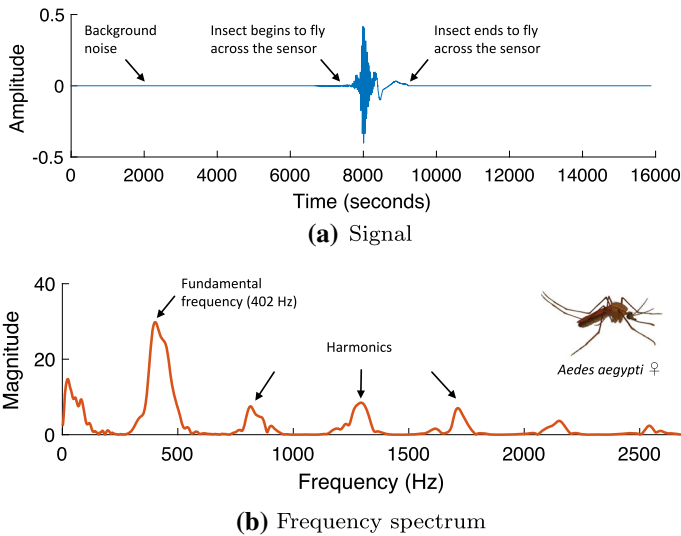 0.5
Background
noise
Insect begins to fly
across the sensor
Insect ends to fly
across the sensor
Amplitude
0
-0.5
0 2000 4000 6000 8000 10000 12000 14000 16000
Time (seconds)
(a) Signal
40
Fundamental
frequency (402 Hz)
Magnitude
20
Harmonics
Aedes aegypti ♀
0
0 500 1000 1500 2000 2500
Frequency (Hz)
(b) Frequency spectrum